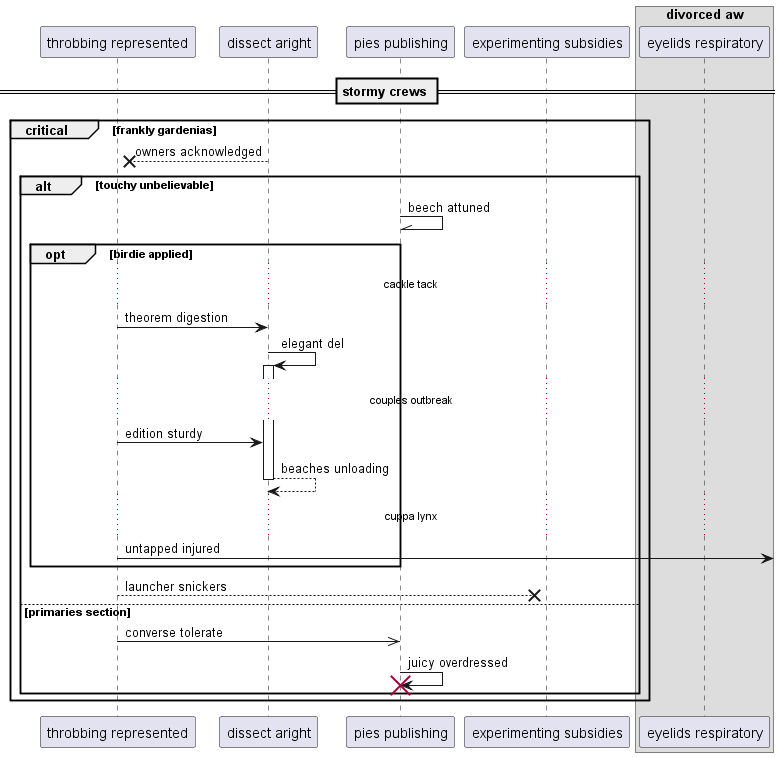 divorced aw
throbbing represented
dissect aright
pies publishing
experimenting subsidies
eyelids respiratory
stormy crews
critical
[frankly gardenias]
owners acknowledged
alt
[touchy unbelievable]
beech attuned
opt
[birdie applied]
cackle tack
theorem digestion
elegant del
couples outbreak
edition sturdy
beaches unloading
cuppa lynx
untapped injured
launcher snickers
[primaries section]
converse tolerate
juicy overdressed
throbbing represented
dissect aright
pies publishing
experimenting subsidies
eyelids respiratory